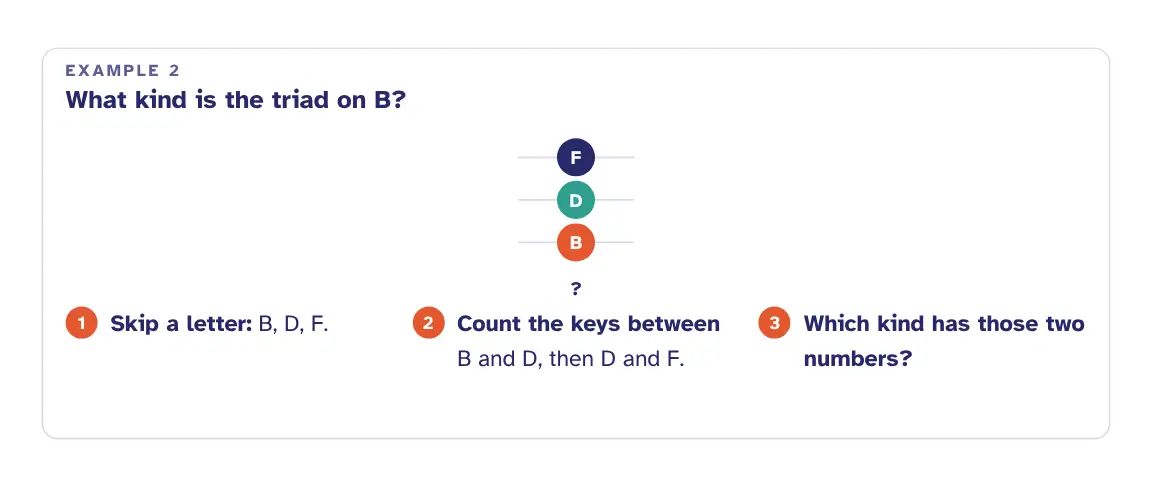 EXAMPLE 2
What kind is the triad on B?
F
D
B
?
1 Skip a letter: B, D, F.
2 Count the keys between
B and D, then D and F.
3 Which kind has those two
numbers?